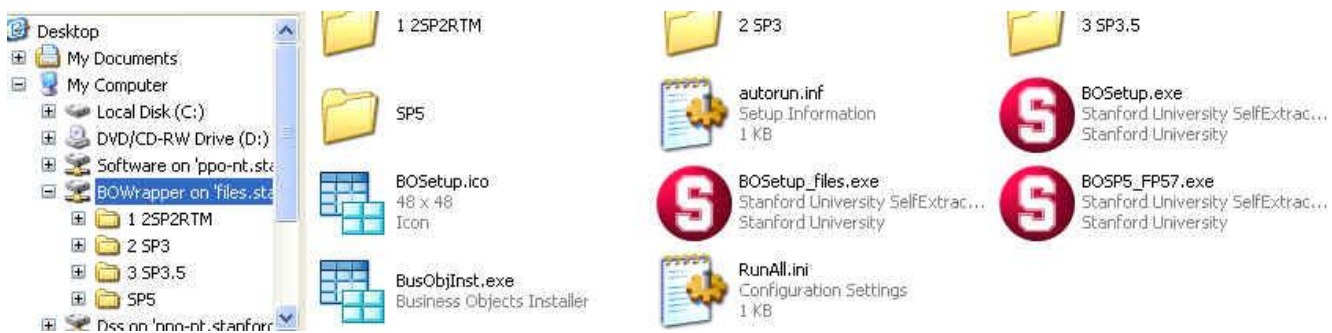 Desktop
My Documents
My Computer
Local Disk (C:)
DVD/CD-RW Drive (D:)
Software on 'ppo-nt.sta
BOWrapper on 'files.sta
1 2SP2RTM
2 SP3
3 SP3.5
SP5
Dss on 'ppo-nt.stanford
1 2SP2RTM
2 SP3
3 SP3.5
SP5
autorun.inf
Setup Information
1 KB
S
BOSetup.exe
Stanford University SelfExtrac...
Stanford University
BOSetup.ico
48 x 48
Icon
S
BOSetup_files.exe
Stanford University SelfExtrac...
Stanford University
S
BOSP5_FP57.exe
Stanford University SelfExtrac...
Stanford University
BusObjInst.exe
Business Objects Installer
RunAll.ini
Configuration Settings
1 KB